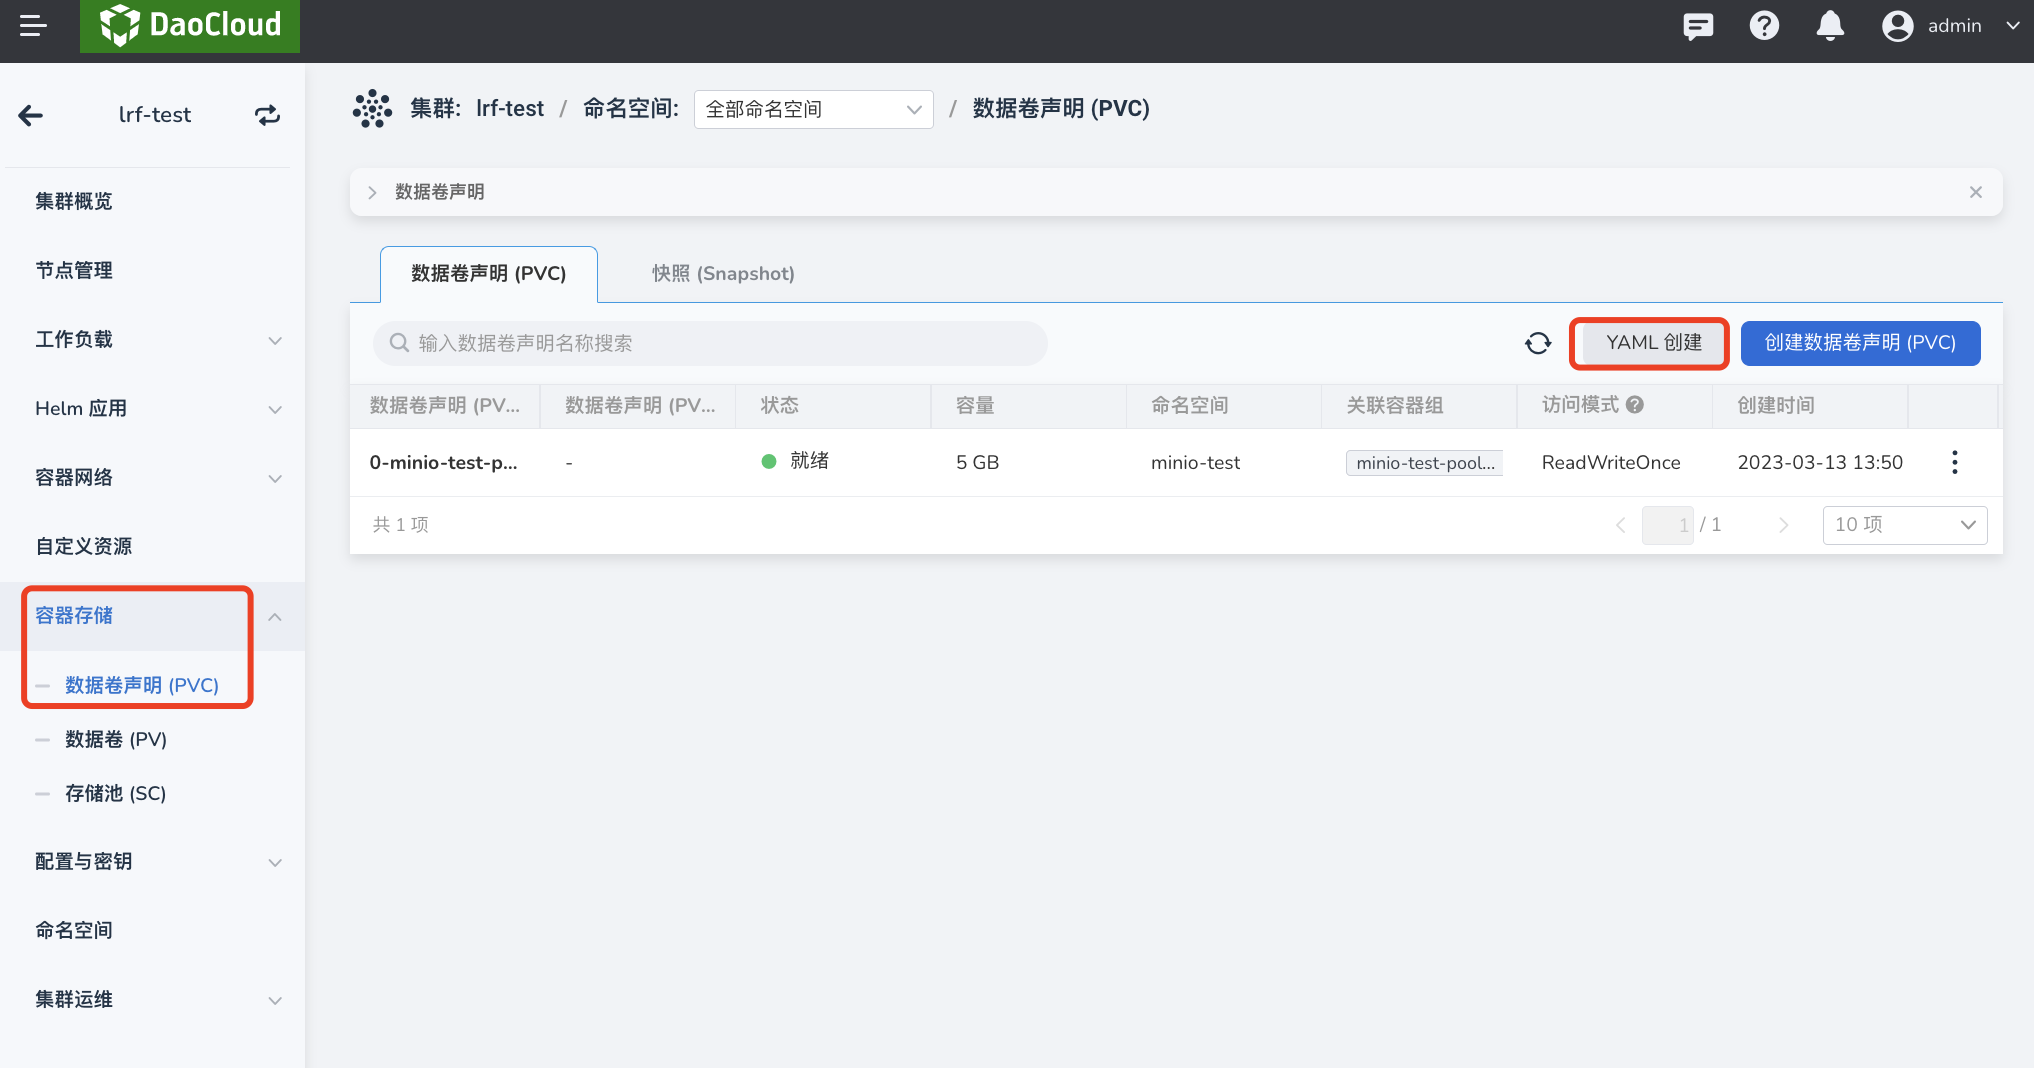 DaoCloud
admin
lrf-test
集群概览
节点管理
工作负载
Helm 应用
容器网络
自定义资源
容器存储
数据卷声明 (PVC)
数据卷 (PV)
存储池 (SC)
配置与密钥
命名空间
集群运维
集群: lrf-test / 命名空间: 全部命名空间 / 数据卷声明 (PVC)
数据卷声明
数据卷声明 (PVC) 快照 (Snapshot)
输入数据卷声明名称搜索 YAML 创建 创建数据卷声明 (PVC)
数据卷声明 (PV... 数据卷声明 (PV... 状态 容量 命名空间 关联容器组 访问模式 创建时间
0-minio-test-p... - 就绪 5 GB minio-test minio-test-pool... ReadWriteOnce 2023-03-13 13:50
共 1 项 1 / 1 10 项